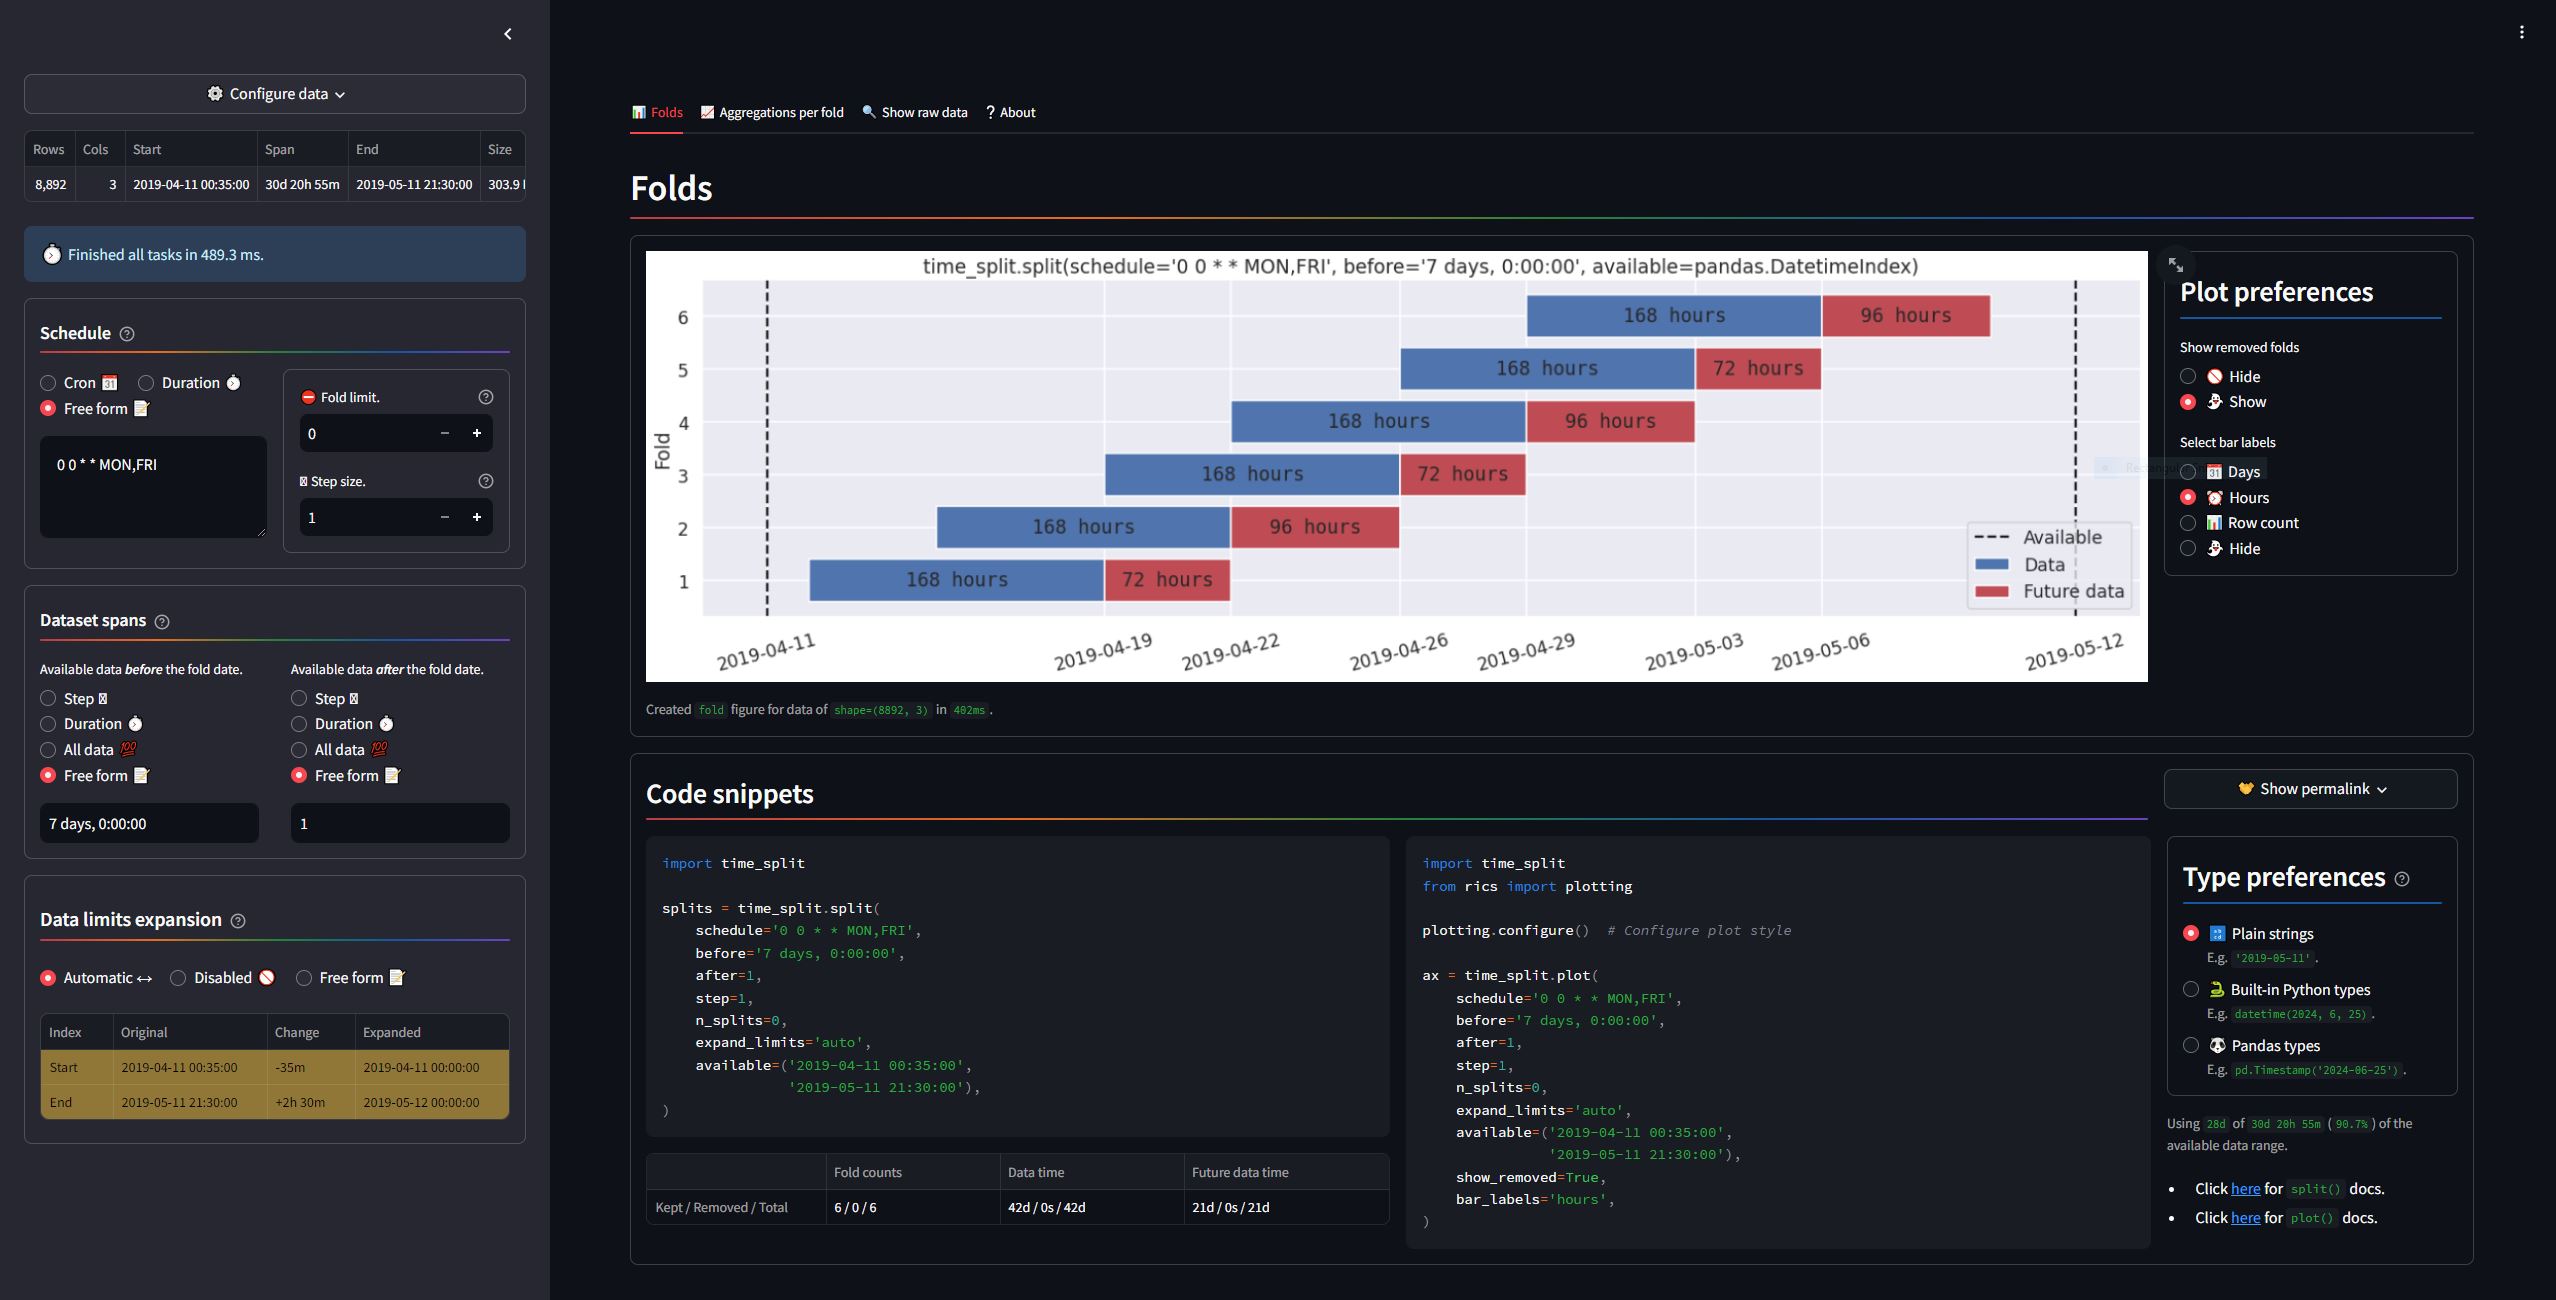 Configure data
Rows Cols Start Span End Size
8,892 3 2019-04-11 00:35:00 30d 20h 55m 2019-05-11 21:30:00 303.9
Finished all tasks in 489.3 ms.
Schedule
Cron Duration
Free form
0 0 * * MON,FRI
Fold limit.
0
Step size.
1
Dataset spans
Available data before the fold date.
Step
Duration
All data
Free form
7 days, 0:00:00
Available data after the fold date.
Step
Duration
All data
Free form
1
Data limits expansion
Automatic Disabled Free form
Index Original Change Expanded
Start 2019-04-11 00:35:00 -35m 2019-04-11 00:00:00
End 2019-05-11 21:30:00 +2h 30m 2019-05-12 00:00:00
Folds Aggregations per fold Show raw data About
Folds
time_split.split(schedule='0 0 * * MON,FRI', before='7 days, 0:00:00', available=pandas.DatetimeIndex)
Fold
6 168 hours 96 hours
5 168 hours 72 hours
4 168 hours 96 hours
3 168 hours 72 hours
2 168 hours 96 hours
1 168 hours 72 hours
Available
Data
Future data
2019-04-11 2019-04-19 2019-04-22 2019-04-26 2019-04-29 2019-05-03 2019-05-06 2019-05-12
Created fold figure for data of shape=(8892, 3) in 402ms.
Plot preferences
Show removed folds
Hide
Show
Select bar labels
Days
Hours
Row count
Hide
Code snippets
import time_split
splits = time_split.split(
schedule='0 0 * * MON,FRI',
before='7 days, 0:00:00',
after=1,
step=1,
n_splits=0,
expand_limits='auto',
available=('2019-04-11 00:35:00',
'2019-05-11 21:30:00'),
)
Fold counts Data time Future data time
Kept / Removed / Total 6 / 0 / 6 42d / 0s / 42d 21d / 0s / 21d
import time_split
from rics import plotting
plotting.configure() # Configure plot style
ax = time_split.plot(
schedule='0 0 * * MON,FRI',
before='7 days, 0:00:00',
after=1,
step=1,
n_splits=0,
expand_limits='auto',
available=('2019-04-11 00:35:00',
'2019-05-11 21:30:00'),
show_removed=True,
bar_labels='hours',
)
Show permalink
Type preferences
Plain strings
E.g. '2019-05-11'.
Built-in Python types
E.g. datetime(2024, 6, 25).
Pandas types
E.g. pd.Timestamp('2024-06-25').
Using 28d of 30d 20h 55m (90.7%) of the
available data range.
Click here for split() docs.
Click here for plot() docs.